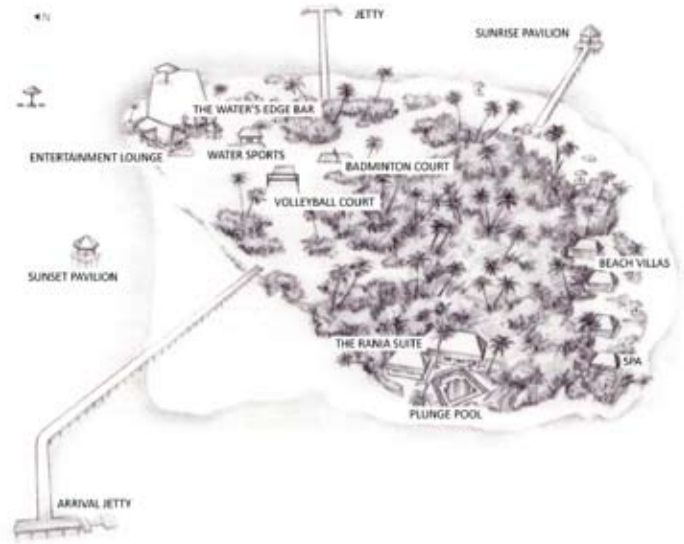 N
JETTY
SUNRISE PAVILION
THE WATER'S EDGE BAR
ENTERTAINMENT LOUNGE
WATER SPORTS
BADMINTON COURT
VOLLEYBALL COURT
SUNSET PAVILION
BEACH VILLAS
THE RANIA SUITE
SPA
PLUNGE POOL
ARRIVAL JETTY